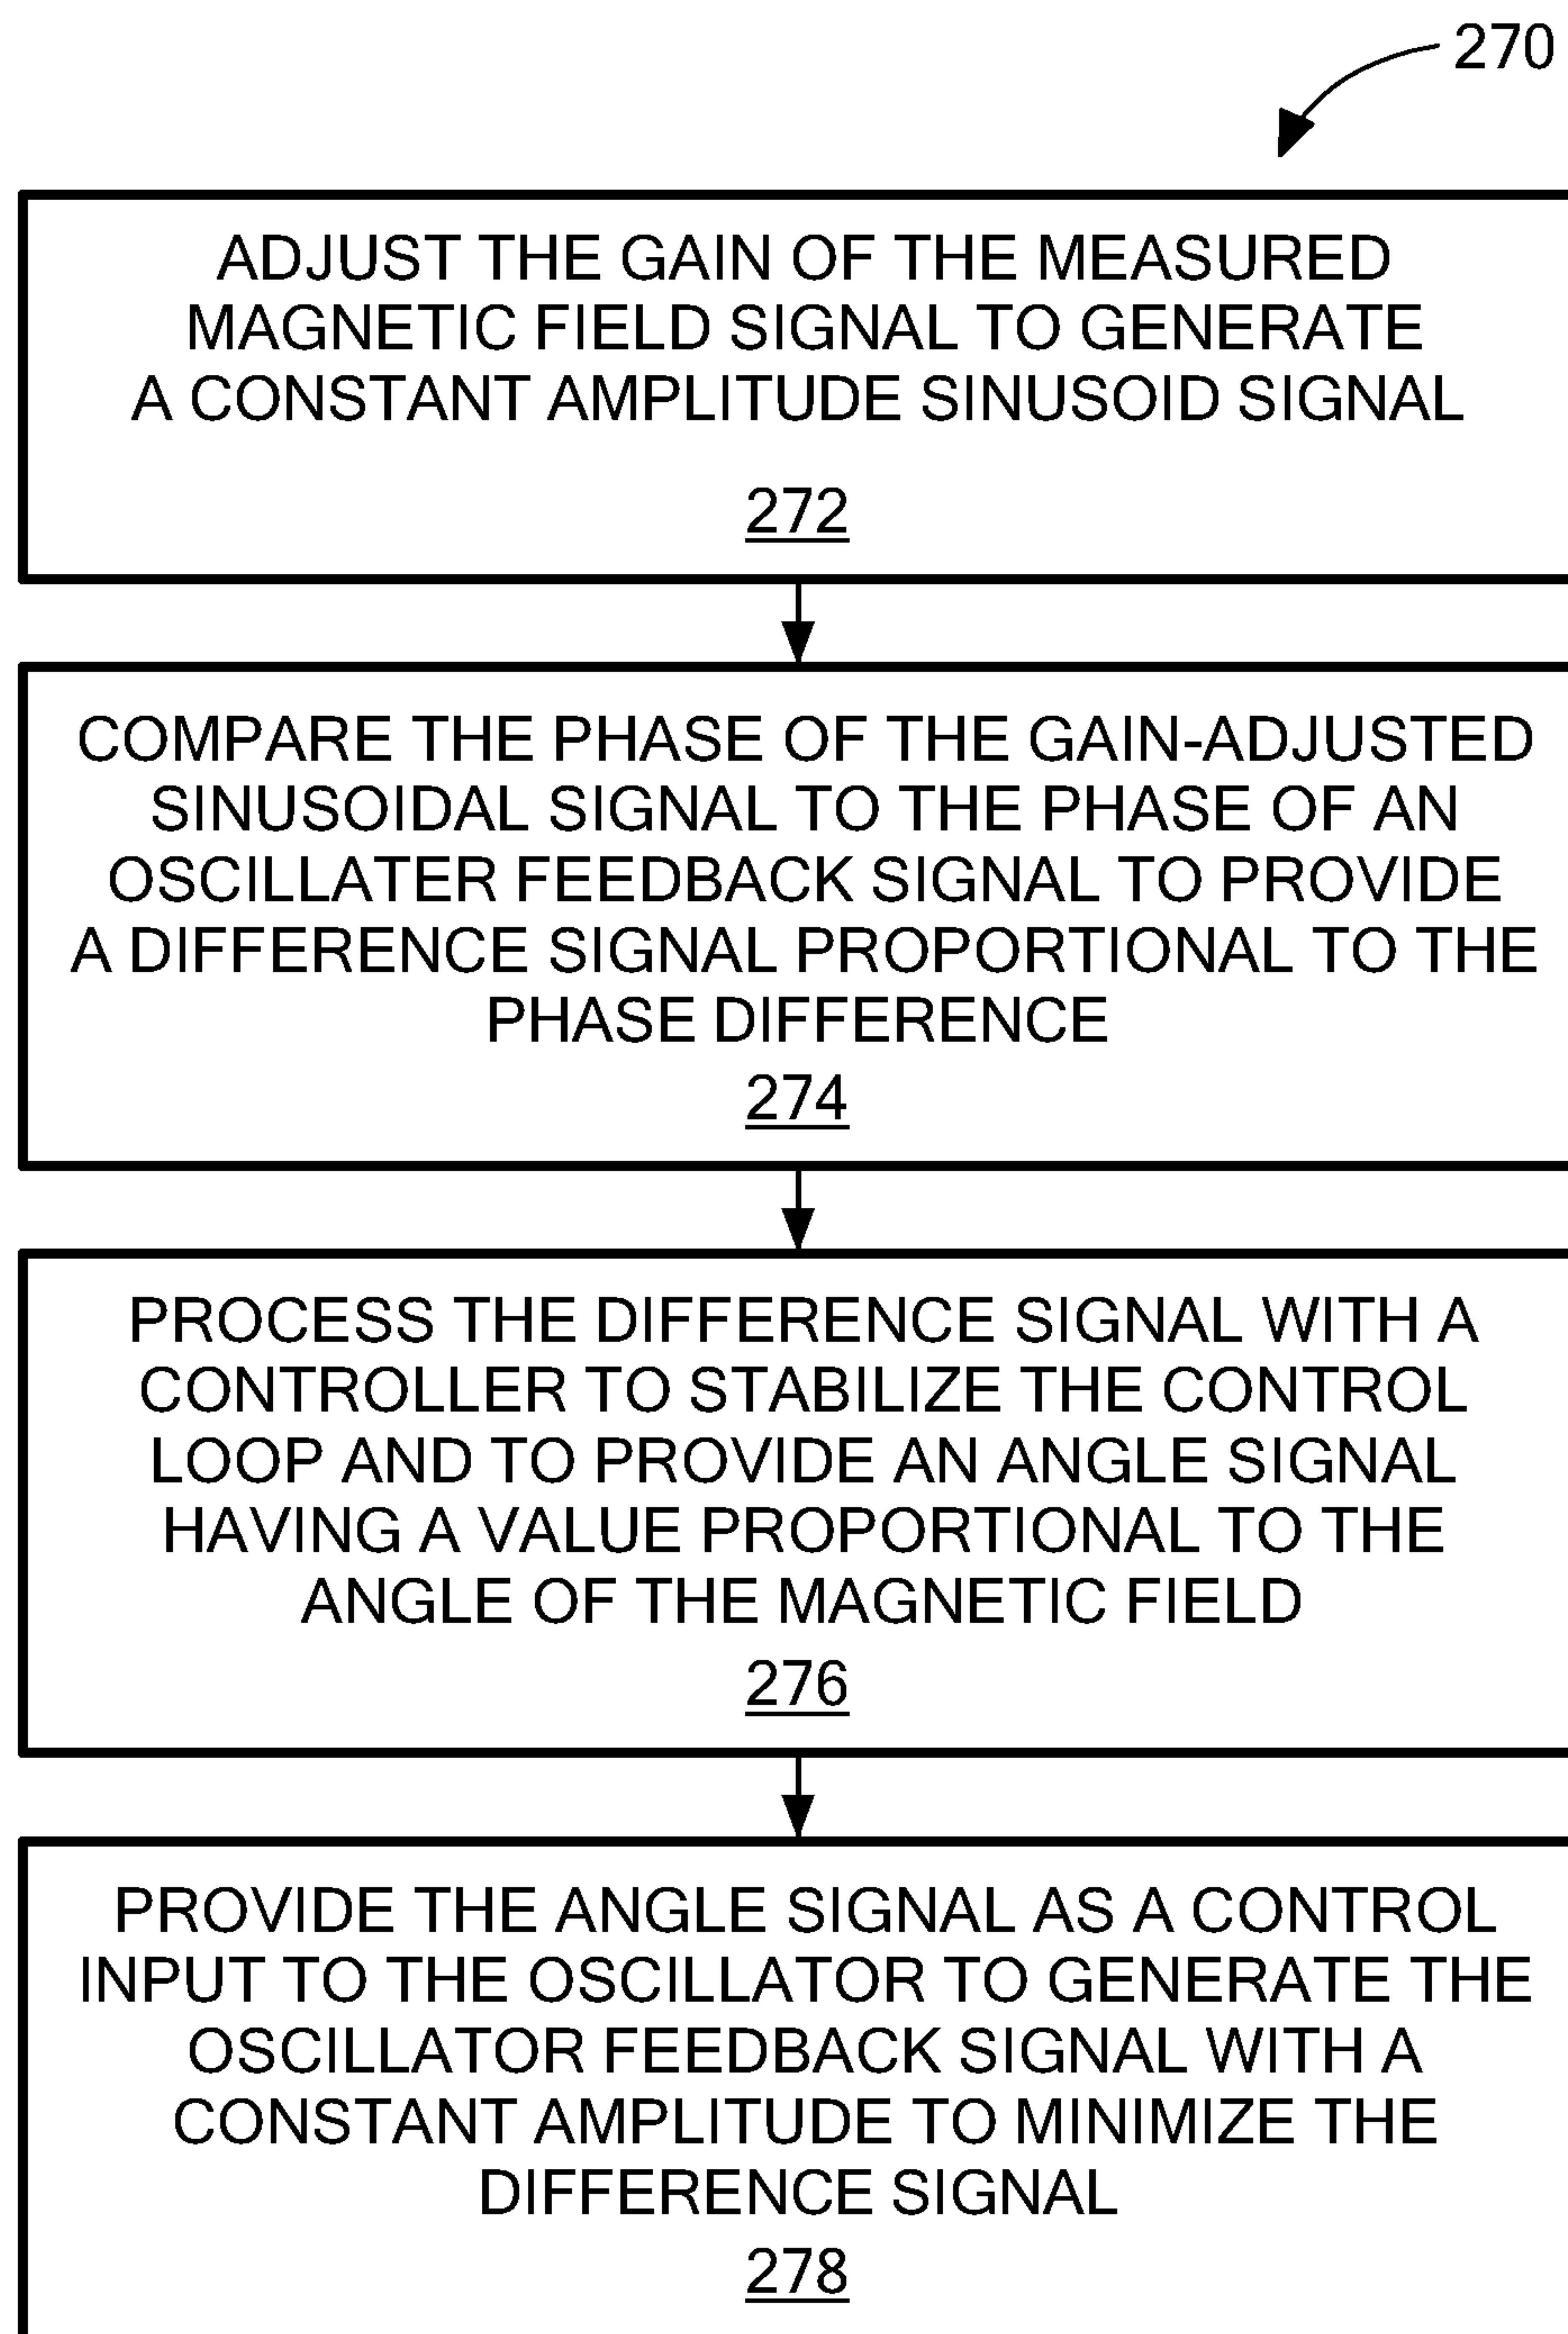 270
ADJUST THE GAIN OF THE MEASURED
MAGNETIC FIELD SIGNAL TO GENERATE
A CONSTANT AMPLITUDE SINUSOID SIGNAL
272
COMPARE THE PHASE OF THE GAIN-ADJUSTED
SINUSOIDAL SIGNAL TO THE PHASE OF AN
OSCILLATER FEEDBACK SIGNAL TO PROVIDE
A DIFFERENCE SIGNAL PROPORTIONAL TO THE
PHASE DIFFERENCE
274
PROCESS THE DIFFERENCE SIGNAL WITH A
CONTROLLER TO STABILIZE THE CONTROL
LOOP AND TO PROVIDE AN ANGLE SIGNAL
HAVING A VALUE PROPORTIONAL TO THE
ANGLE OF THE MAGNETIC FIELD
276
PROVIDE THE ANGLE SIGNAL AS A CONTROL
INPUT TO THE OSCILLATOR TO GENERATE THE
OSCILLATOR FEEDBACK SIGNAL WITH A
CONSTANT AMPLITUDE TO MINIMIZE THE
DIFFERENCE SIGNAL
278